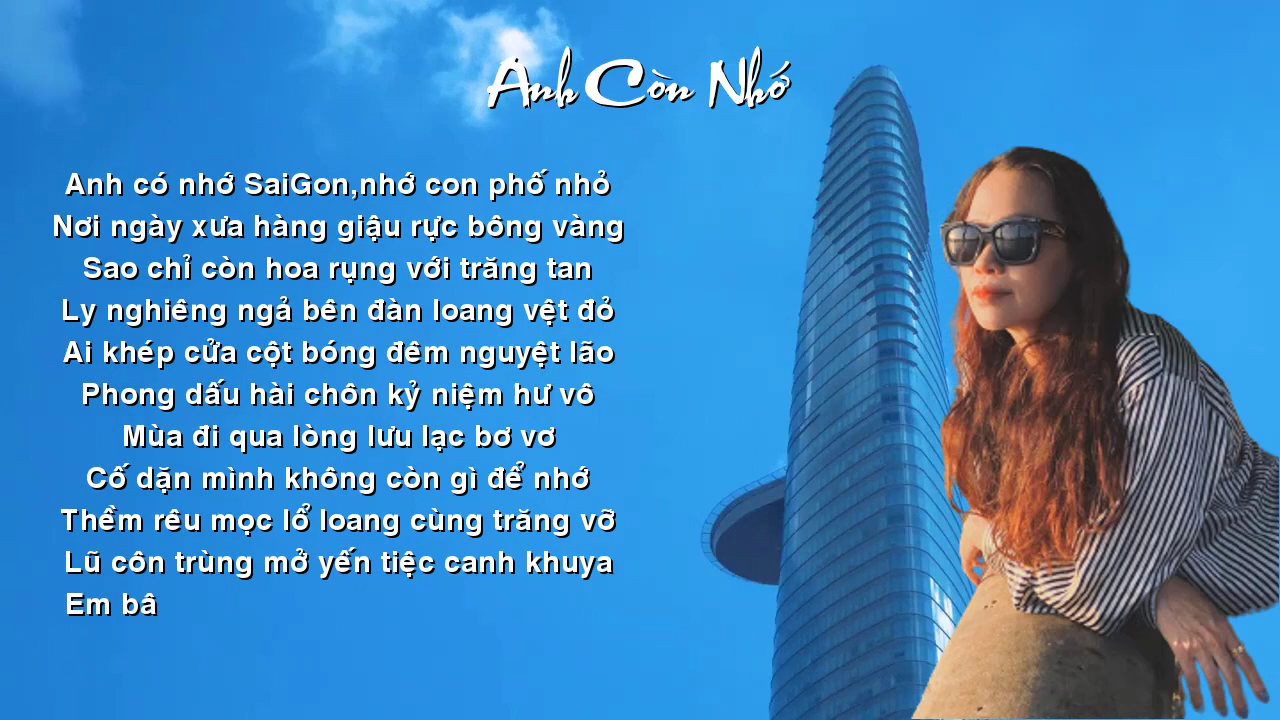 Anh Còn Nhớ
Anh có nhớ SaiGon,nhớ con phố nhỏ
Nơi ngày xưa hàng giậu rực bông vàng
Sao chỉ còn hoa rụng với trăng tan
Ly nghiêng ngả bên đàn loang vệt đỏ
Ai khép cửa cột bóng đêm nguyệt lão
Phong dấu hài chôn kỷ niệm hư vô
Mùa đi qua lòng lưu lạc bơ vơ
Cố dặn mình không còn gì để nhớ
Thềm rêu mọc lổ loang cùng trăng vỡ
Lũ côn trùng mở yến tiệc canh khuya
Em bâ